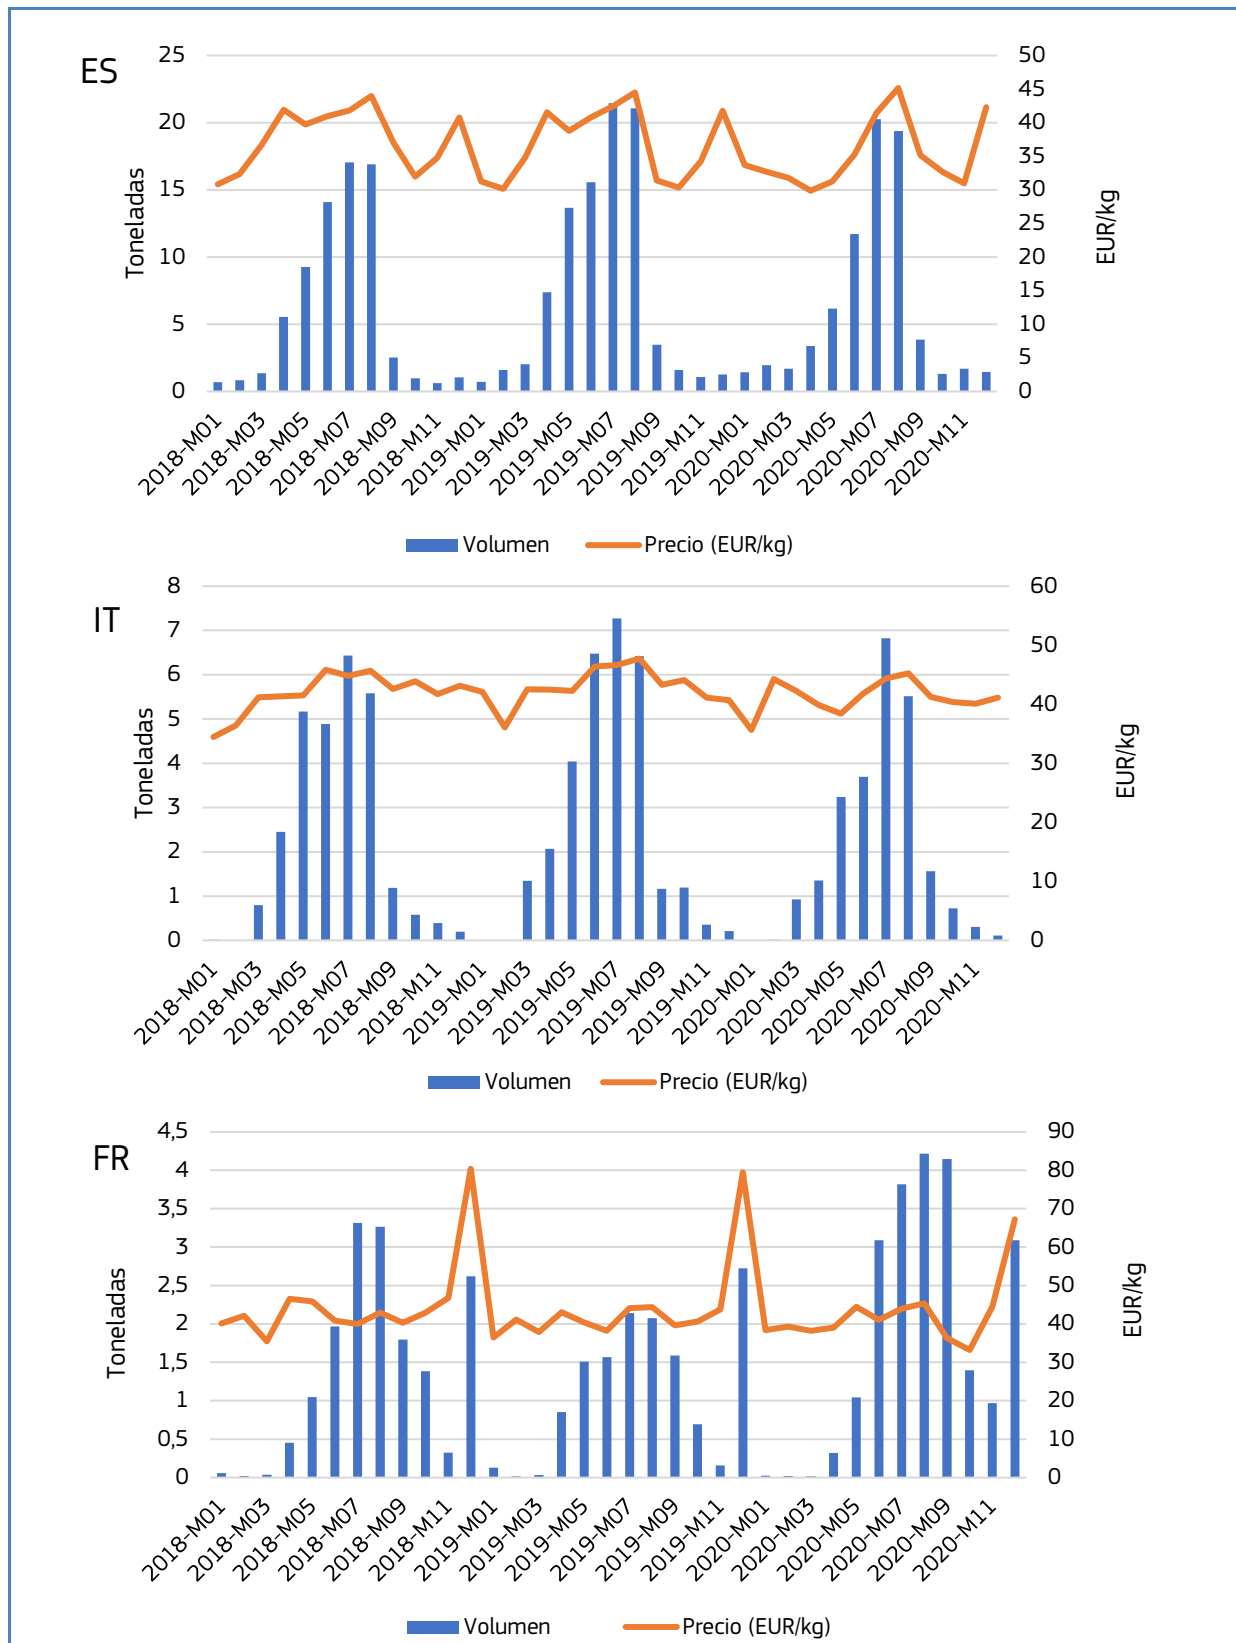 ES
25
20
15
10
5
0
Toneladas
50
45
40
35
30
25
20
15
10
5
0
EUR/kg
2018-M01
2018-M03
2018-M05
2018-M07
2018-M09
2018-M11
2019-M01
2019-M03
2019-M05
2019-M07
2019-M09
2019-M11
2020-M01
2020-M03
2020-M05
2020-M07
2020-M09
2020-M11
Volumen Precio (EUR/kg)
IT
8
7
6
5
4
3
2
1
0
Toneladas
60
50
40
30
20
10
0
EUR/kg
2018-M01
2018-M03
2018-M05
2018-M07
2018-M09
2018-M11
2019-M01
2019-M03
2019-M05
2019-M07
2019-M09
2019-M11
2020-M01
2020-M03
2020-M05
2020-M07
2020-M09
2020-M11
Volumen Precio (EUR/kg)
FR
4,5
4
3,5
3
2,5
2
1,5
1
0,5
0
Toneladas
90
80
70
60
50
40
30
20
10
0
EUR/kg
2018-M01
2018-M03
2018-M05
2018-M07
2018-M09
2018-M11
2019-M01
2019-M03
2019-M05
2019-M07
2019-M09
2019-M11
2020-M01
2020-M03
2020-M05
2020-M07
2020-M09
2020-M11
Volumen Precio (EUR/kg)